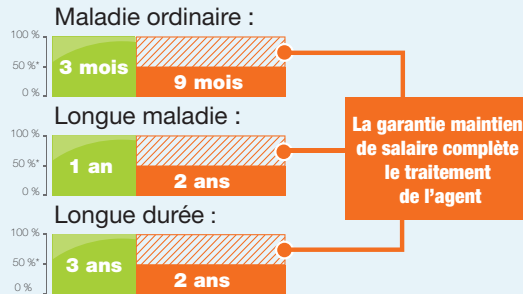 Maladie ordinaire :
100 %
50 %*
0 %
3 mois
9 mois
Longue maladie :
100 %
50 %*
0 %
1 an
2 ans
La garantie maintien
de salaire complète
le traitement
de l’agent
Longue durée :
100 %
50 %*
0 %
3 ans
2 ans